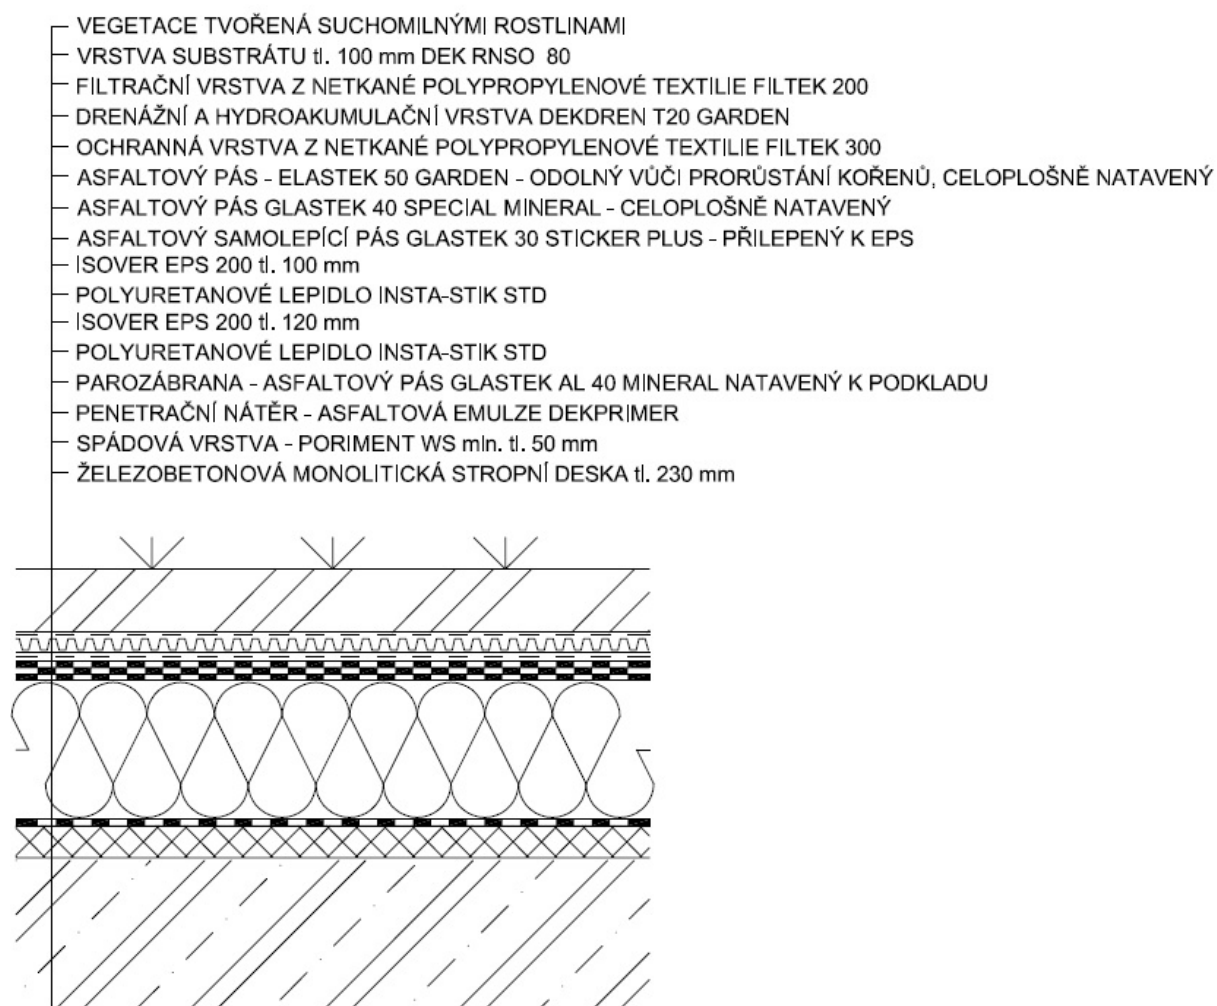 VEGETACE TVOŘENÁ SUCHOMILNÝMI ROSTLINAMI
VRSTVA SUBSTRÁTU tl. 100 mm DEK RNSO 80
FILTRAČNÍ VRSTVA Z NETKANÉ POLYPROPYLENOVÉ TEXTILIE FILTEK 200
DRENÁŽNÍ A HYDROAKUMULAČNÍ VRSTVA DEKDREN T20 GARDEN
OCHRANNÁ VRSTVA Z NETKANÉ POLYPROPYLENOVÉ TEXTILIE FILTEK 300
ASFALTOVÝ PÁS - ELASTEK 50 GARDEN - ODOLNÝ VŮČI PRORŮSTÁNÍ KOŘENŮ, CELOPLOŠNĚ NATAVENÝ
ASFALTOVÝ PÁS GLASTEK 40 SPECIAL MINERAL - CELOPLOŠNĚ NATAVENÝ
ASFALTOVÝ SAMOLEPÍCÍ PÁS GLASTEK 30 STICKER PLUS - PŘILEPENÝ K EPS
ISOVER EPS 200 tl. 100 mm
POLYURETANOVÉ LEPIDLO INSTA-STIK STD
ISOVER EPS 200 tl. 120 mm
POLYURETANOVÉ LEPIDLO INSTA-STIK STD
PAROZÁBRANA - ASFALTOVÝ PÁS GLASTEK AL 40 MINERAL NATAVENÝ K PODKLADU
PENETRAČNÍ NÁTĚR - ASFALTOVÁ EMULZE DEKPRIMER
SPÁDOVÁ VRSTVA - PORIMENT WS min. tl. 50 mm
ŽELEZOBETONOVÁ MONOLITICKÁ STROPNÍ DESKA tl. 230 mm